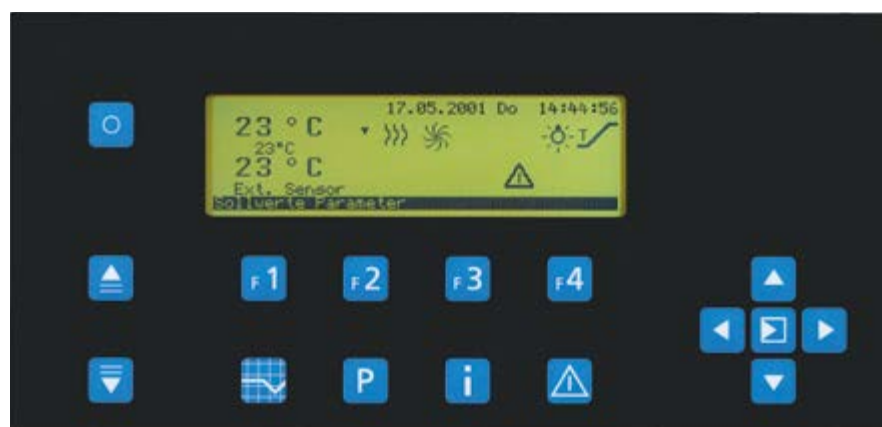 17.05.2001 Do 14:44:56
23 °C
23°C
T
23 °C
Ext. Sensor
Sollwerte Parameter
F1 F2 F3 F4
P i